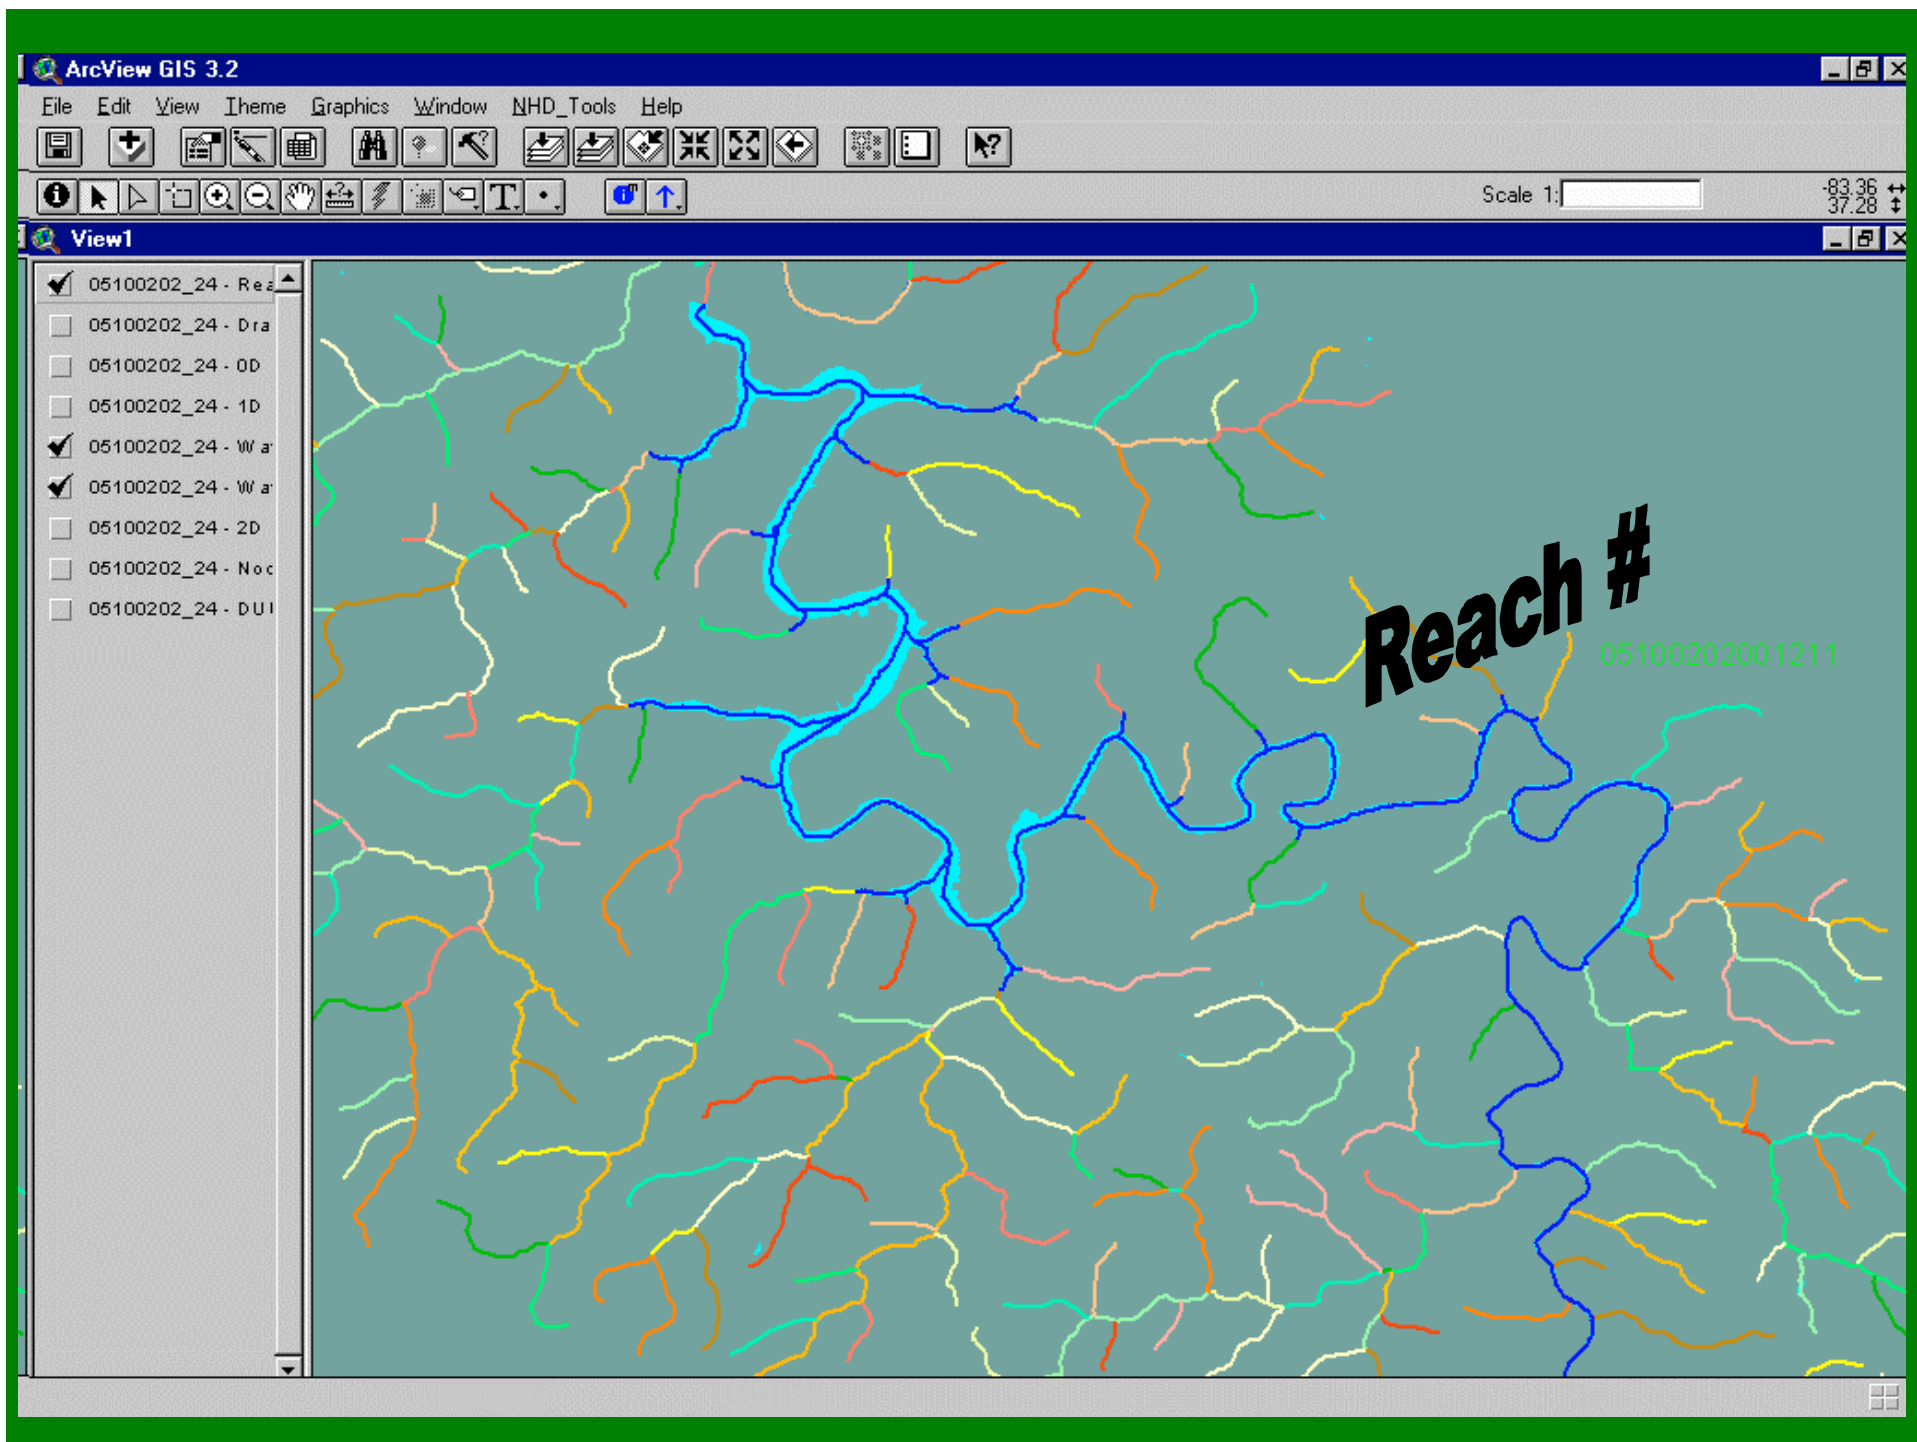 ArcView GIS 3.2
File Edit View Theme Graphics Window NHD_Tools Help
Scale 1:
-83.36
37.28
View1
05100202_24 - Rea
05100202_24 - Dra
05100202_24 - 0D
05100202_24 - 1D
05100202_24 - Wa
05100202_24 - Wa
05100202_24 - 2D
05100202_24 - Noc
05100202_24 - DUU
Reach #
05100202001211